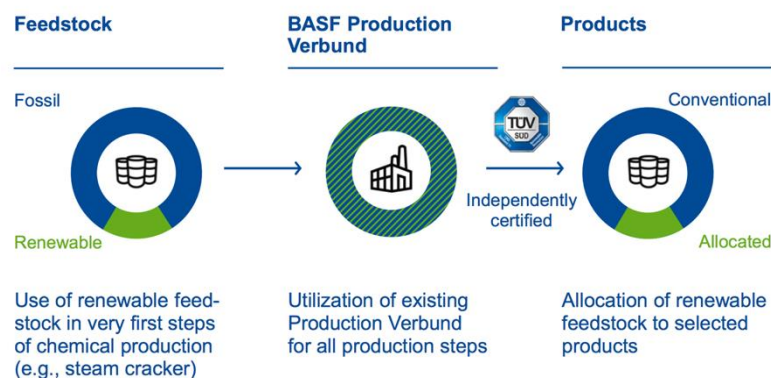 Feedstock
BASF Production
Verbund
Products
Fossil
Renewable
TÜV
SÜD
Independently
certified
Conventional
Allocated
Use of renewable feed-
stock in very first steps
of chemical production
(e.g., steam cracker)
Utilization of existing
Production Verbund
for all production steps
Allocation of renewable
feedstock to selected
products